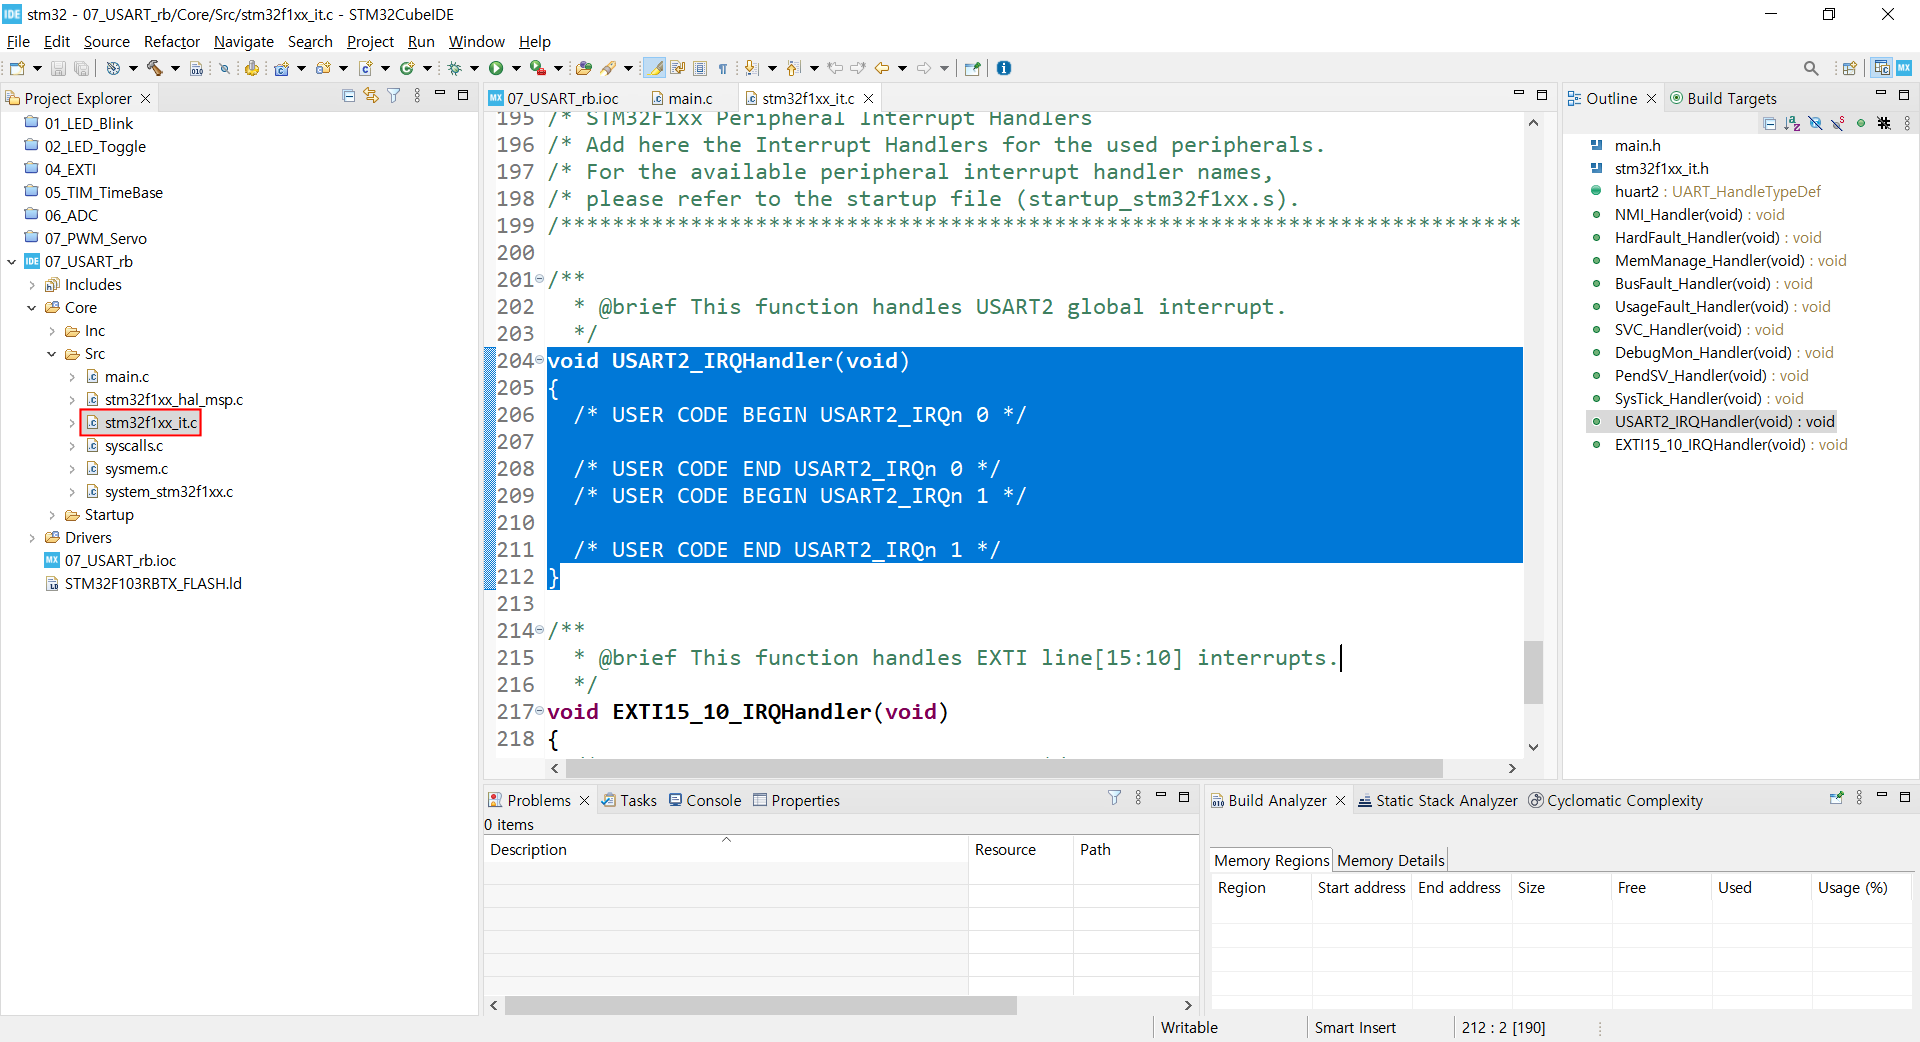 IDE stm32 - 07_USART_rb/Core/Src/stm32f1xx_it.c - STM32CubeIDE
File Edit Source Refactor Navigate Search Project Run Window Help
Project Explorer
01_LED_Blink
02_LED_Toggle
04_EXTI
05_TIM_TimeBase
06_ADC
07_PWM_Servo
IDE 07_USART_rb
Includes
Core
Inc
Src
main.c
stm32f1xx_hal_msp.c
stm32f1xx_it.c
syscalls.c
sysmem.c
system_stm32f1xx.c
Startup
Drivers
MX 07_USART_rb.ioc
STM32F103RBTX_FLASH.ld
MX 07_USART_rb.ioc main.c stm32f1xx_it.c
195 /* STM32F1xx Peripheral Interrupt Handlers
196 /* Add here the Interrupt Handlers for the used peripherals.
197 /* For the available peripheral interrupt handler names,
198 /* please refer to the startup file (startup_stm32f1xx.s).
199 /**************************************************************************
200
201 /**
202   * @brief This function handles USART2 global interrupt.
203   */
204 void USART2_IRQHandler(void)
205 {
206   /* USER CODE BEGIN USART2_IRQn 0 */
207
208   /* USER CODE END USART2_IRQn 0 */
209   /* USER CODE BEGIN USART2_IRQn 1 */
210
211   /* USER CODE END USART2_IRQn 1 */
212 }
213
214 /**
215   * @brief This function handles EXTI line[15:10] interrupts.
216   */
217 void EXTI15_10_IRQHandler(void)
218 {
Outline Build Targets
main.h
stm32f1xx_it.h
huart2 : UART_HandleTypeDef
NMI_Handler(void) : void
HardFault_Handler(void) : void
MemManage_Handler(void) : void
BusFault_Handler(void) : void
UsageFault_Handler(void) : void
SVC_Handler(void) : void
DebugMon_Handler(void) : void
PendSV_Handler(void) : void
SysTick_Handler(void) : void
USART2_IRQHandler(void) : void
EXTI15_10_IRQHandler(void) : void
Problems Tasks Console Properties
0 items
Description Resource Path
Build Analyzer Static Stack Analyzer Cyclomatic Complexity
Memory Regions Memory Details
Region Start address End address Size Free Used Usage (%)
Writable Smart Insert 212 : 2 [190]